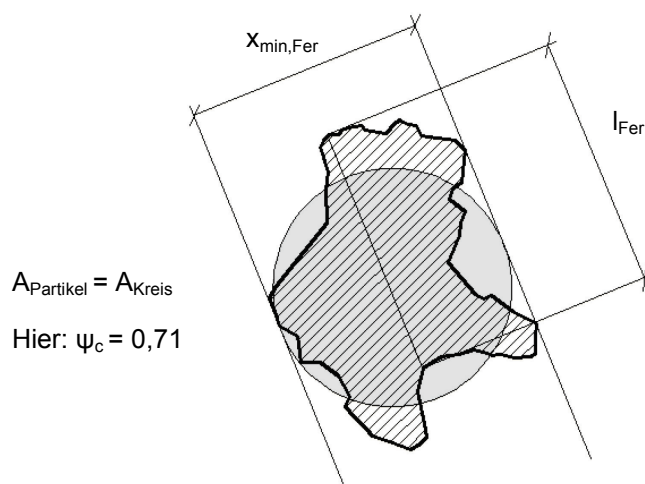 x_min,Fer
l_Fer
A_Partikel = A_Kreis
Hier: ψ_c = 0,71